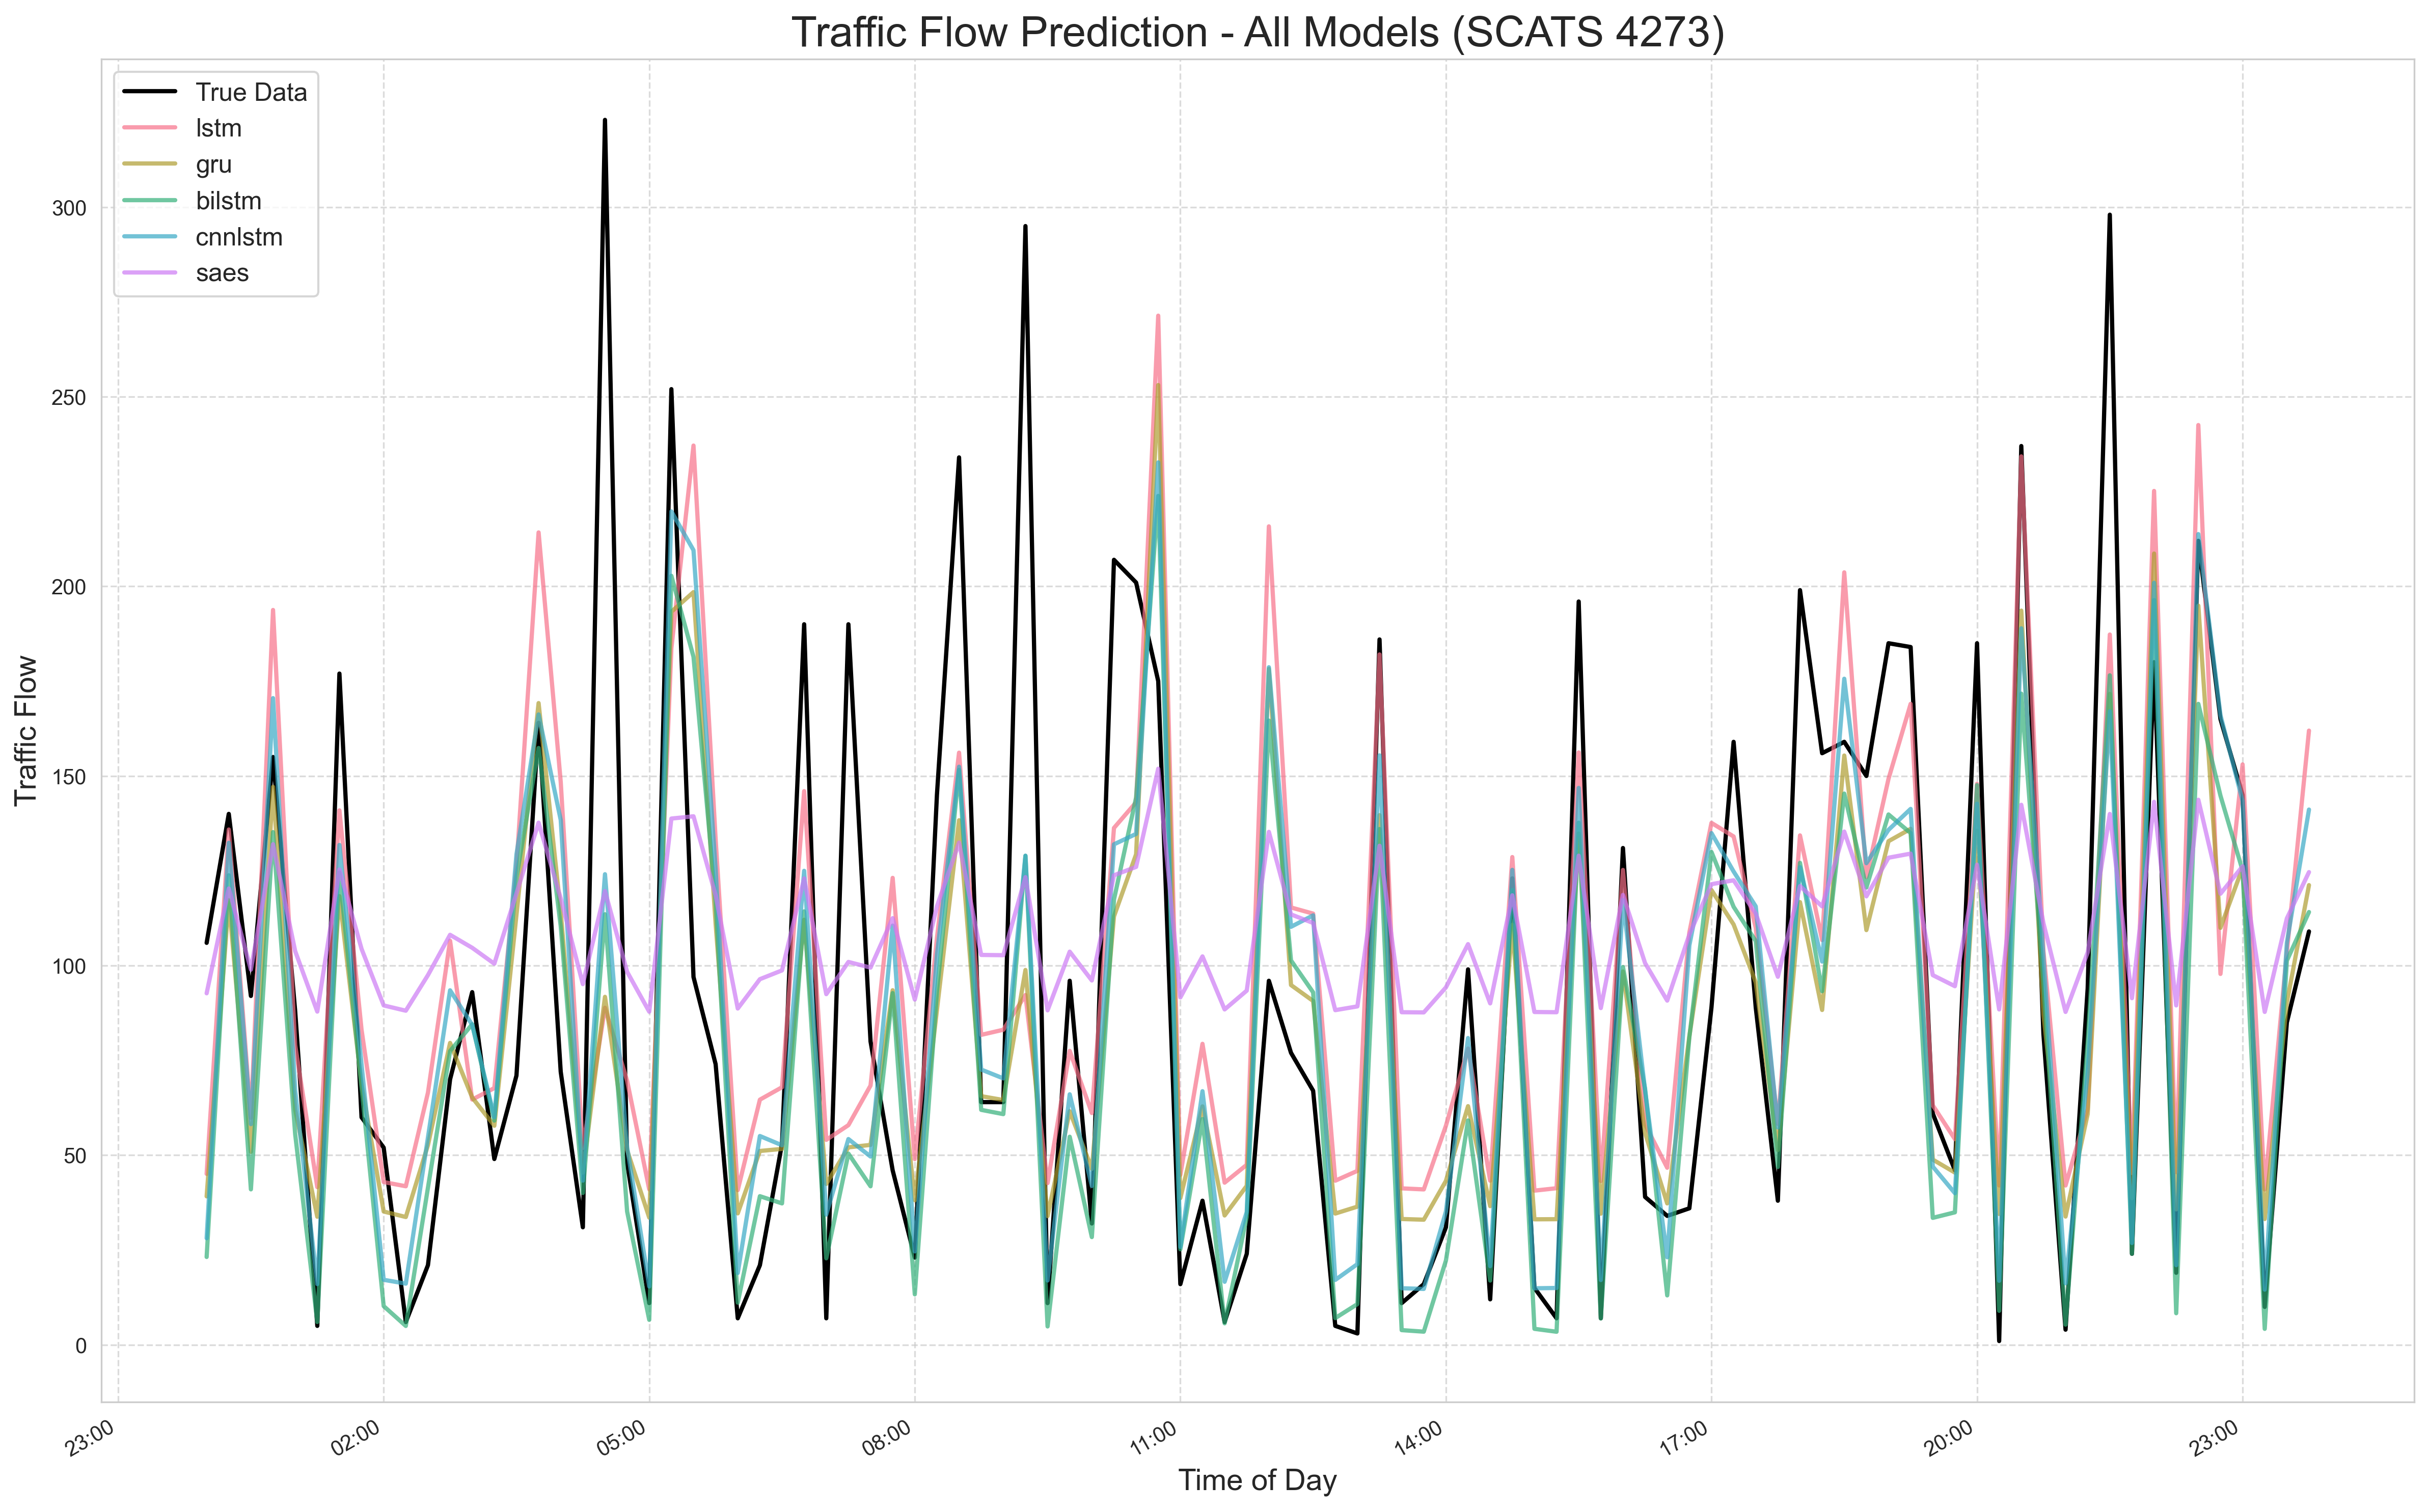 Traffic Flow Prediction - All Models (SCATS 4273)
True Data
lstm
gru
bilstm
cnnlstm
saes
Traffic Flow
300
250
200
150
100
50
0
23:00
02:00
05:00
08:00
11:00
14:00
17:00
20:00
23:00
Time of Day